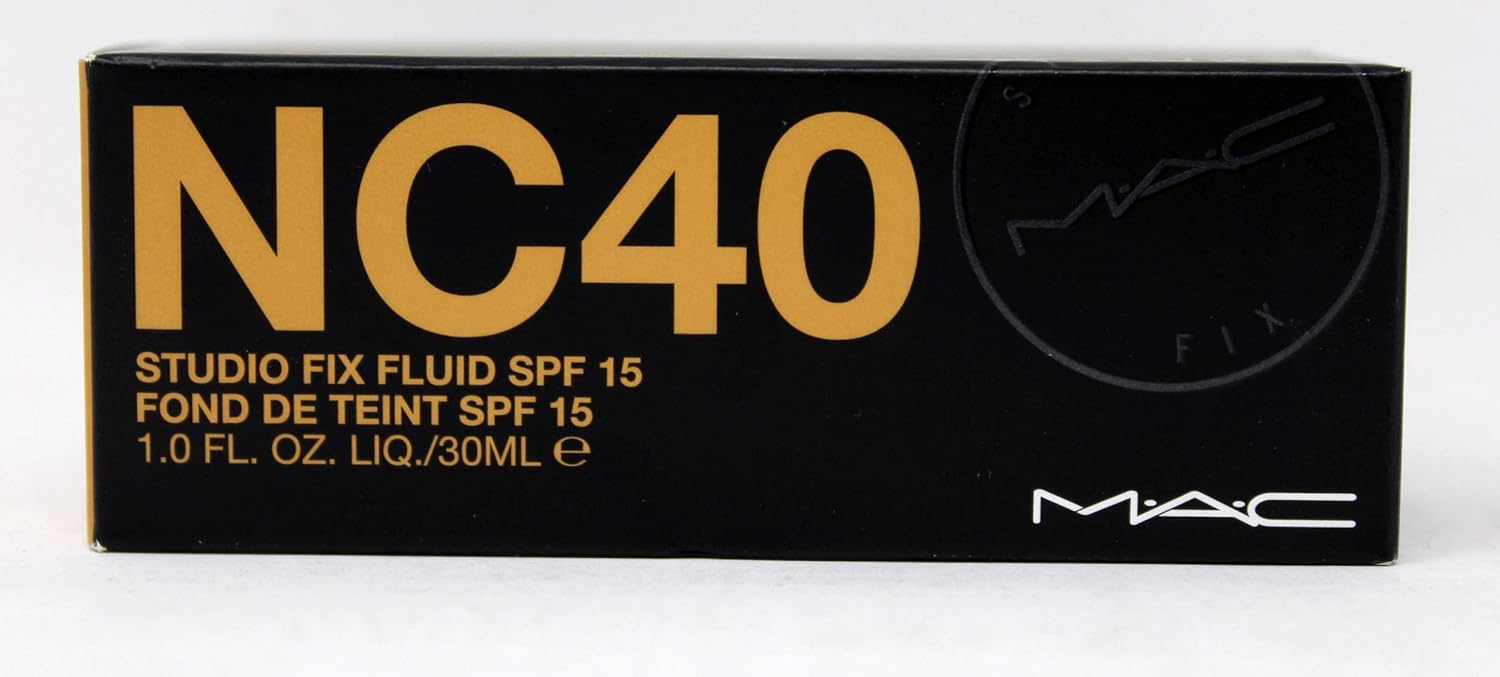 NC40
STUDIO FIX FLUID SPF 15
FOND DE TEINT SPF 15
1.0 FL. OZ. LIQ./30ML ℮
S
M·A·C
FIX
M·A·C